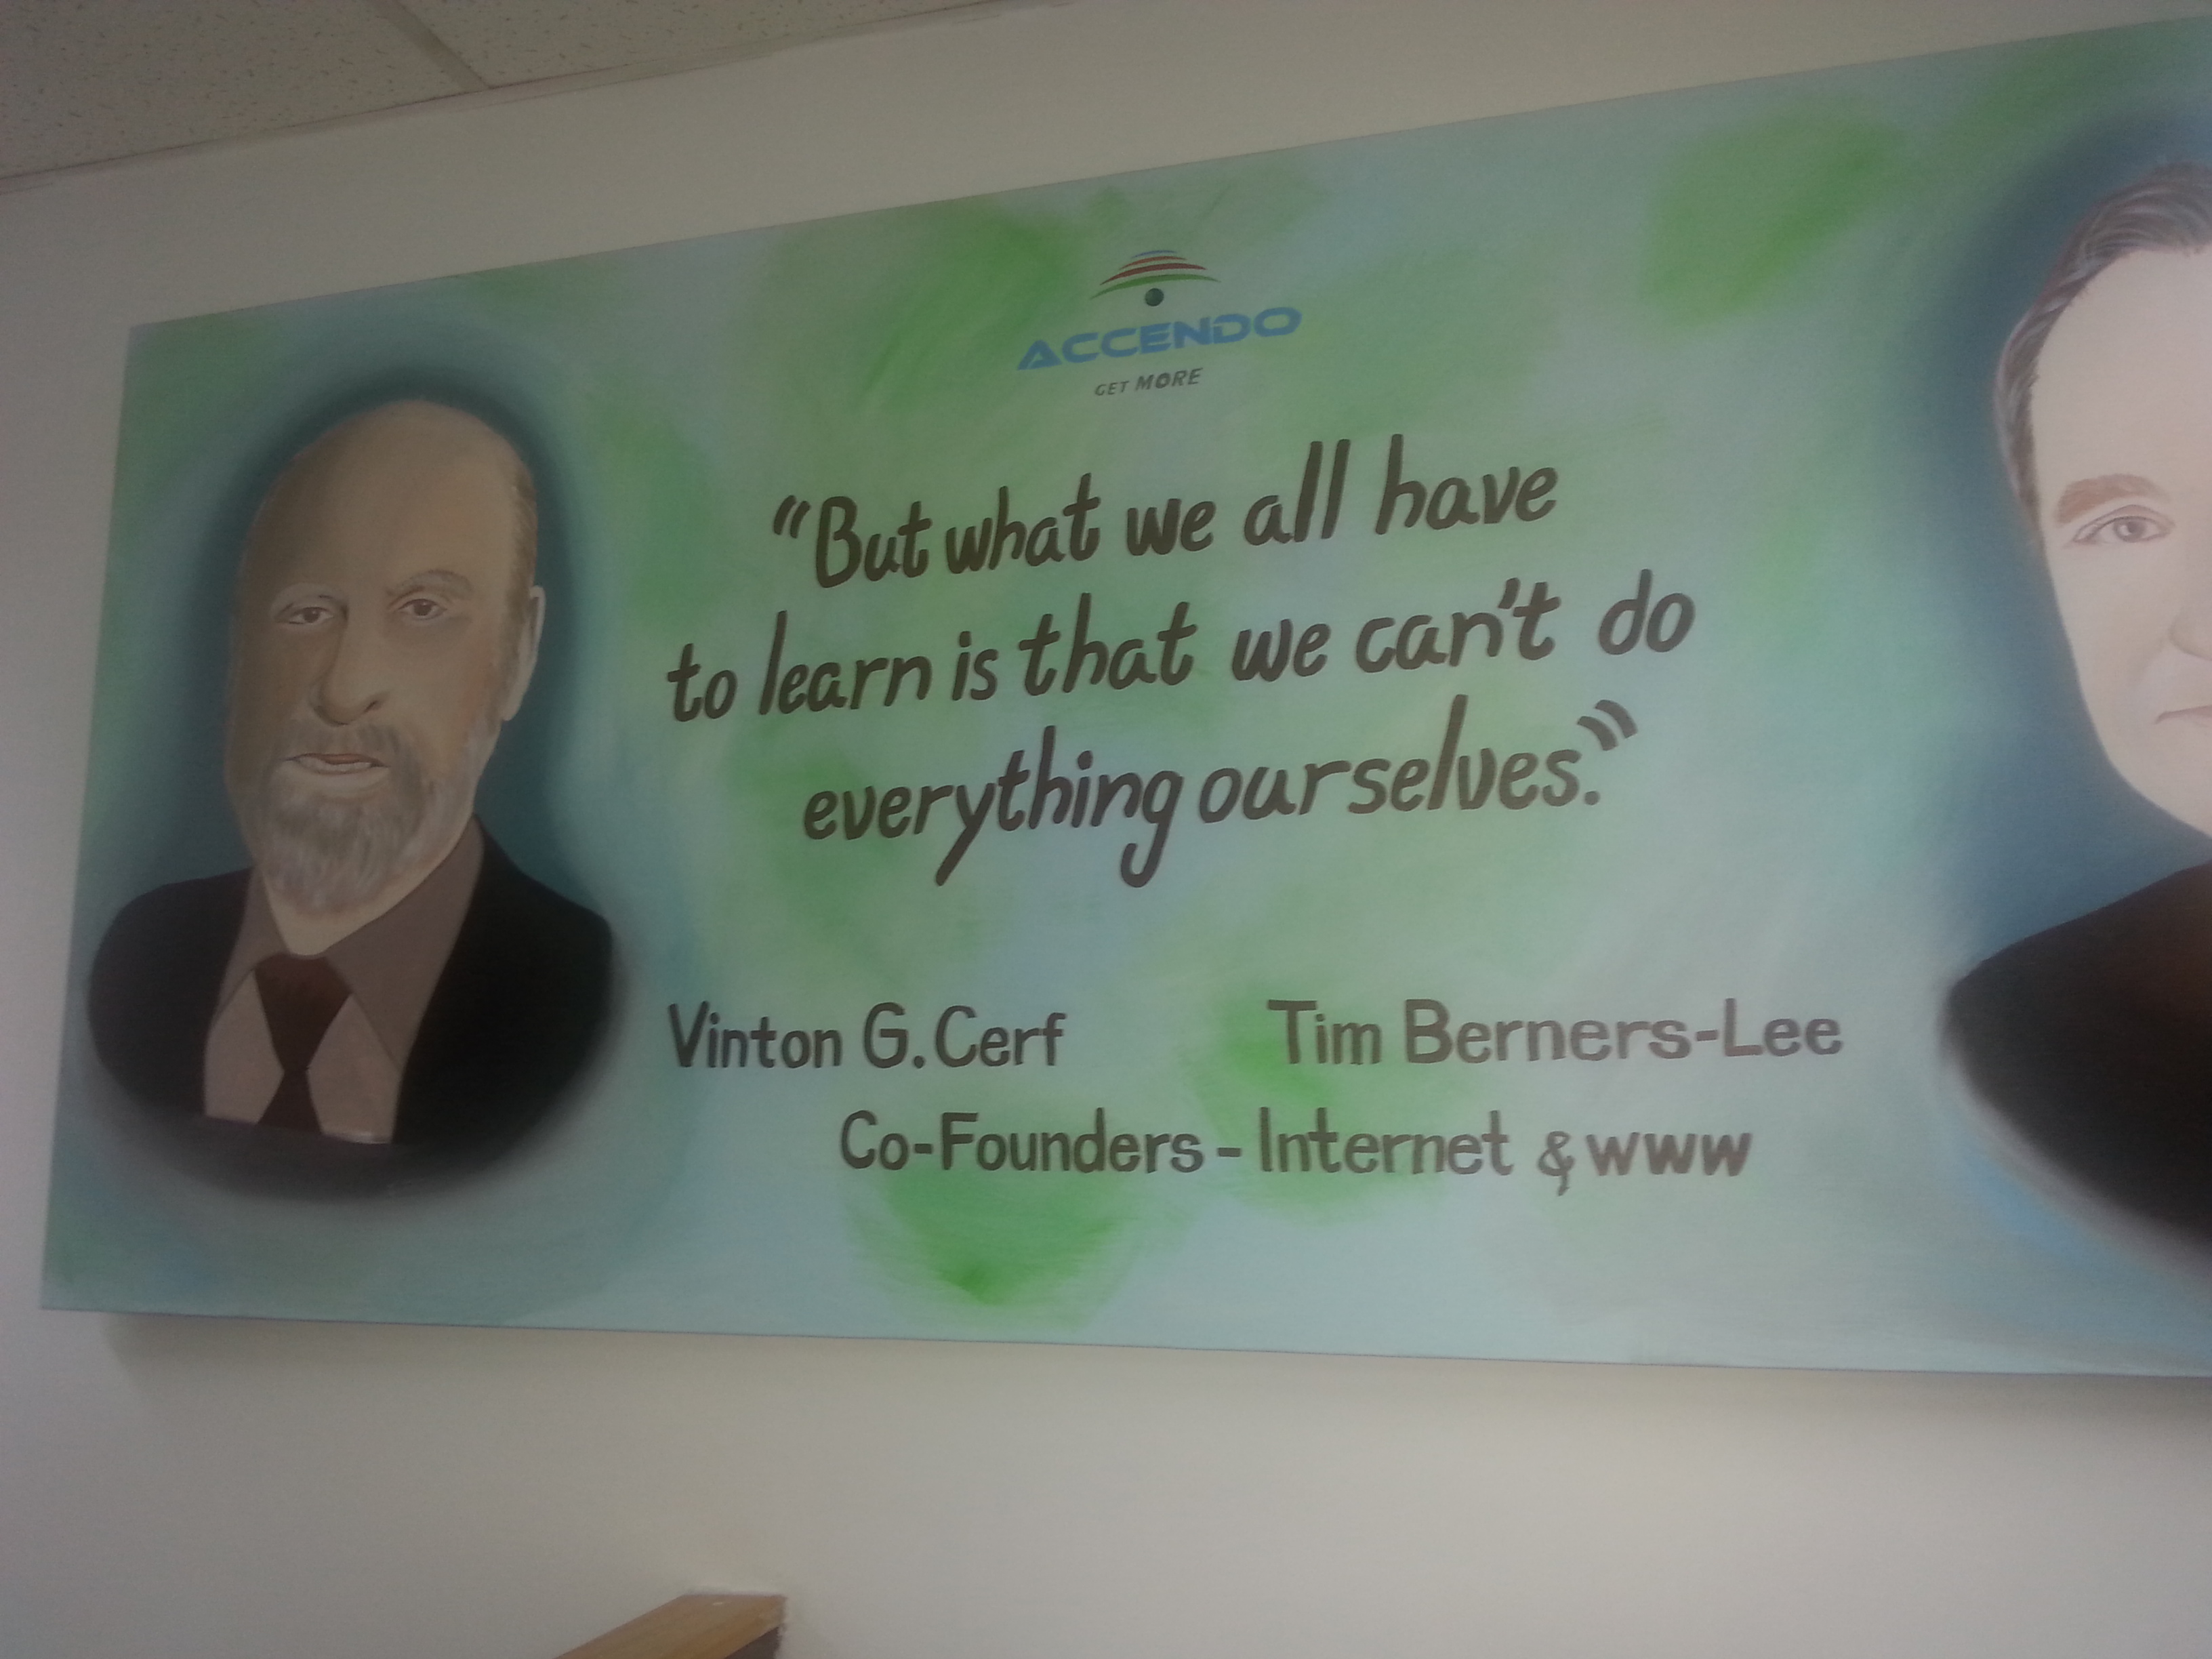 ACCENDO
GET MORE
“But what we all have
to learn is that we can't do
everything ourselves.”
Vinton G. Cerf Tim Berners-Lee
Co-Founders - Internet & www